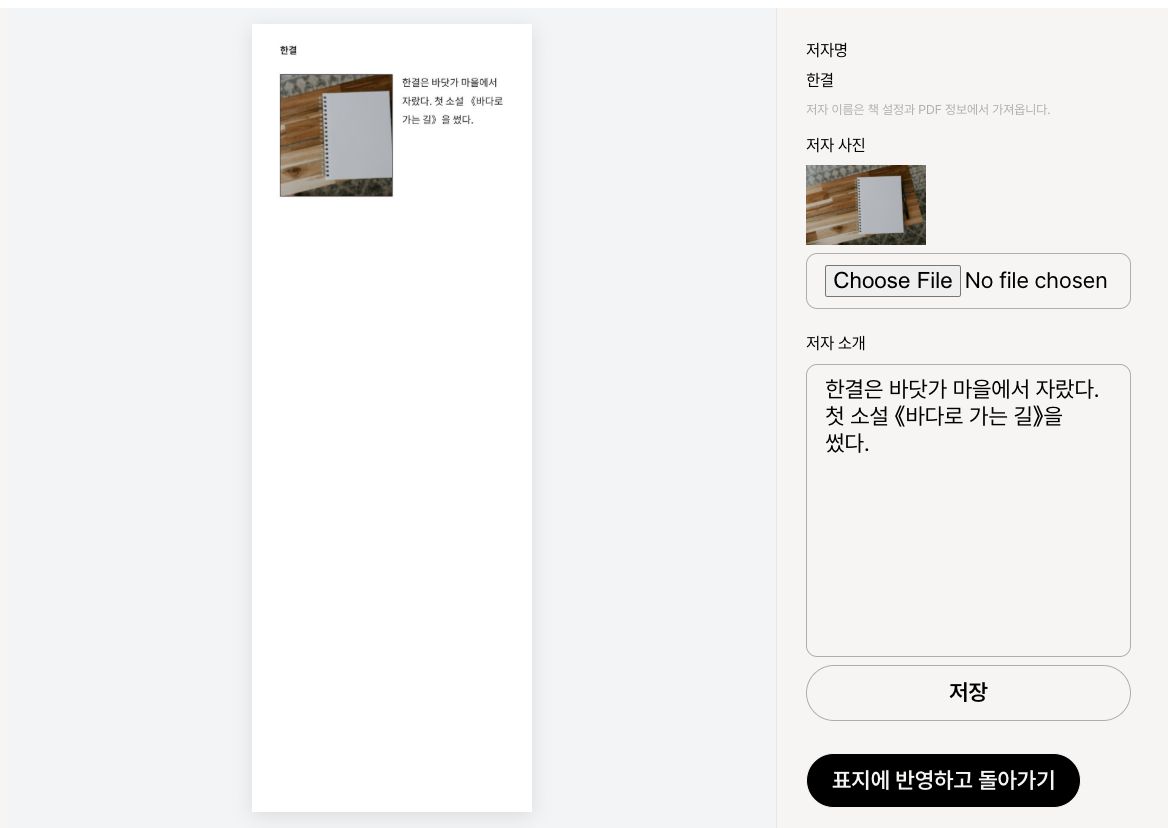 한결
한결은 바닷가 마을에서
자랐다. 첫 소설 《바다로
가는 길》을 썼다.
저자명
한결
저자 이름은 책 설정과 PDF 정보에서 가져옵니다.
저자 사진
Choose File No file chosen
저자 소개
한결은 바닷가 마을에서 자랐다.
첫 소설 《바다로 가는 길》을
썼다.
저장
표지에 반영하고 돌아가기